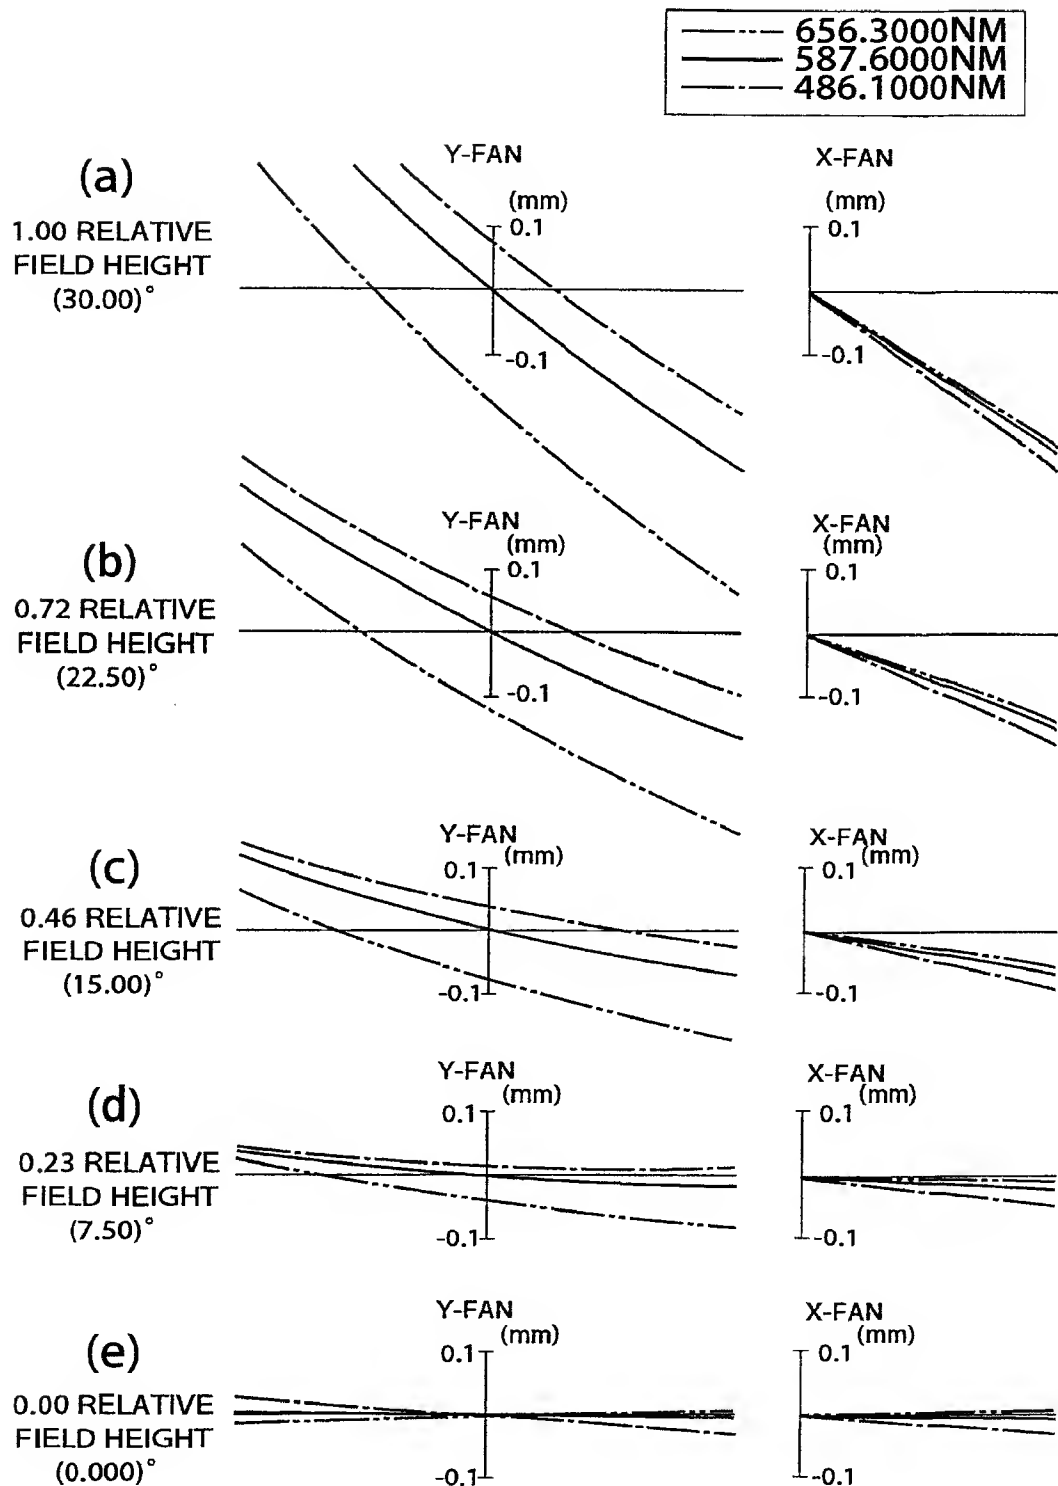 656.3000NM
587.6000NM
486.1000NM
(a)
1.00 RELATIVE
FIELD HEIGHT
(30.00)°
Y-FAN
(mm)
0.1
-0.1
X-FAN
(mm)
0.1
-0.1
(b)
0.72 RELATIVE
FIELD HEIGHT
(22.50)°
Y-FAN
(mm)
0.1
-0.1
X-FAN
(mm)
0.1
-0.1
(c)
0.46 RELATIVE
FIELD HEIGHT
(15.00)°
Y-FAN
(mm)
0.1
-0.1
X-FAN
(mm)
0.1
-0.1
(d)
0.23 RELATIVE
FIELD HEIGHT
(7.50)°
Y-FAN
(mm)
0.1
-0.1
X-FAN
(mm)
0.1
-0.1
(e)
0.00 RELATIVE
FIELD HEIGHT
(0.000)°
Y-FAN
(mm)
0.1
-0.1
X-FAN
(mm)
0.1
-0.1